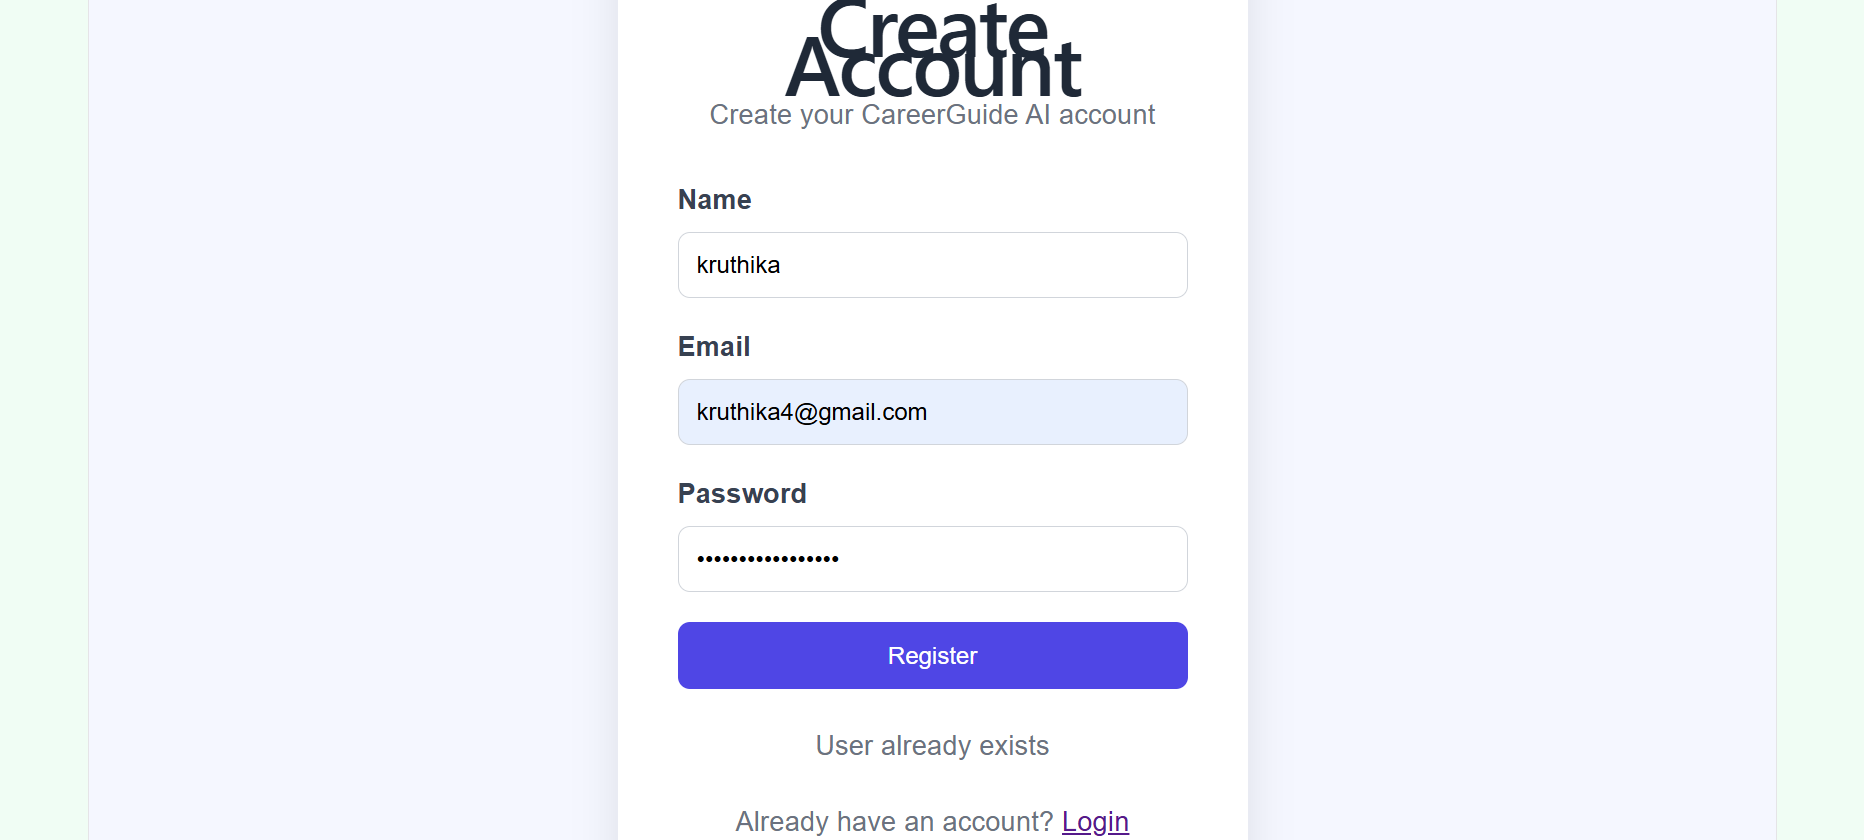 Create
Account
Create your CareerGuide AI account
Name
kruthika
Email
kruthika4@gmail.com
Password
•••••••••••••••••
Register
User already exists
Already have an account? Login